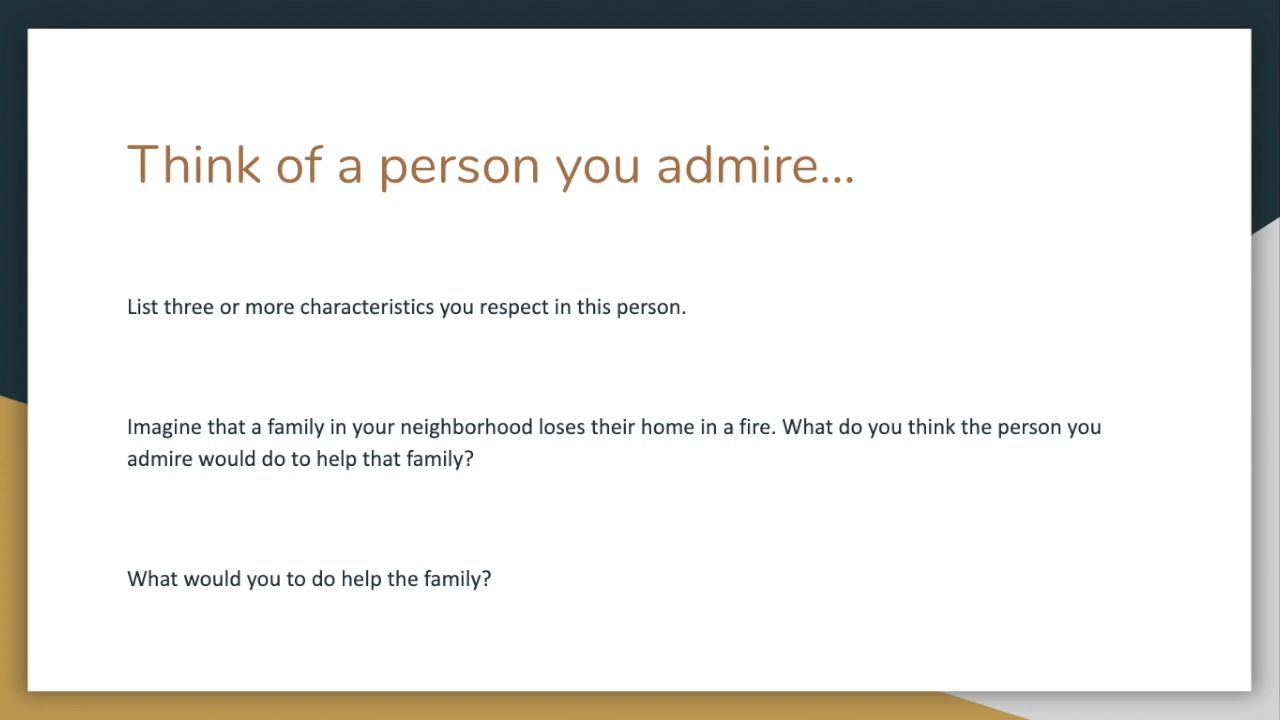 Think of a person you admire...
List three or more characteristics you respect in this person.
Imagine that a family in your neighborhood loses their home in a fire. What do you think the person you
admire would do to help that family?
What would you to do help the family?